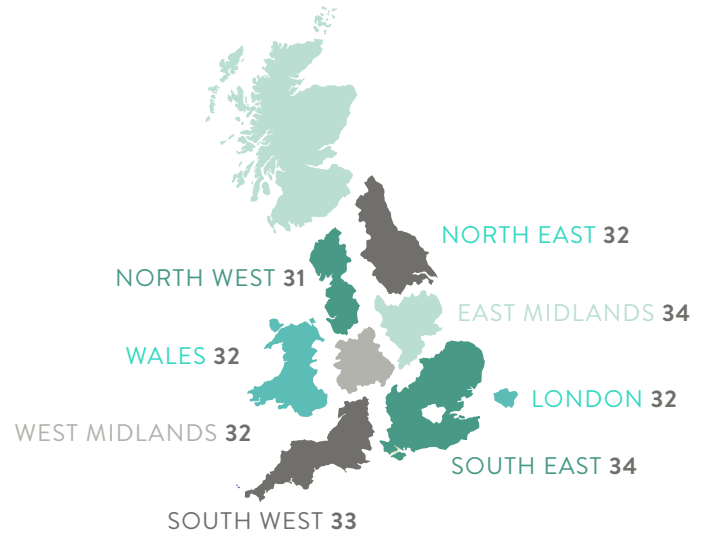 NORTH EAST 32
NORTH WEST 31
EAST MIDLANDS 34
WALES 32
LONDON 32
WEST MIDLANDS 32
SOUTH EAST 34
SOUTH WEST 33